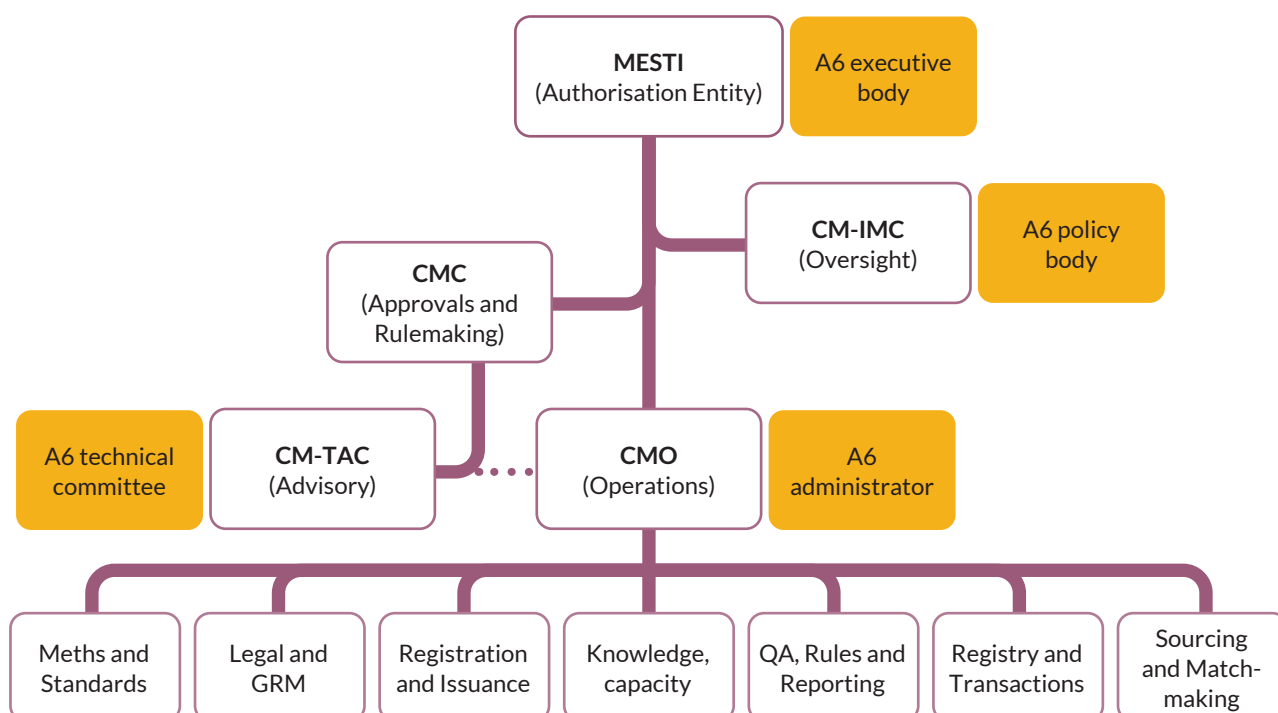 MESTI
(Authorisation Entity)
A6 executive
body
CM-IMC
(Oversight)
A6 policy
body
CMC
(Approvals and
Rulemaking)
A6 technical
committee
CM-TAC
(Advisory)
CMO
(Operations)
A6
administrator
Meths and
Standards
Legal and
GRM
Registration
and Issuance
Knowledge,
capacity
QA, Rules and
Reporting
Registry and
Transactions
Sourcing
and Match-
making